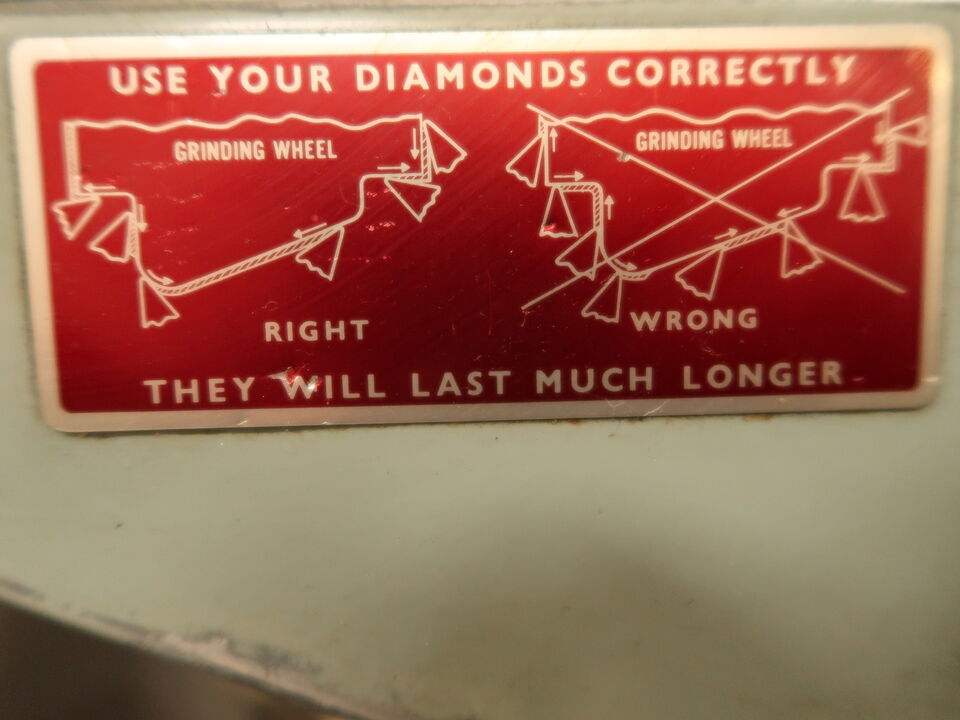 USE YOUR DIAMONDS CORRECTLY
GRINDING WHEEL
GRINDING WHEEL
RIGHT
WRONG
THEY WILL LAST MUCH LONGER